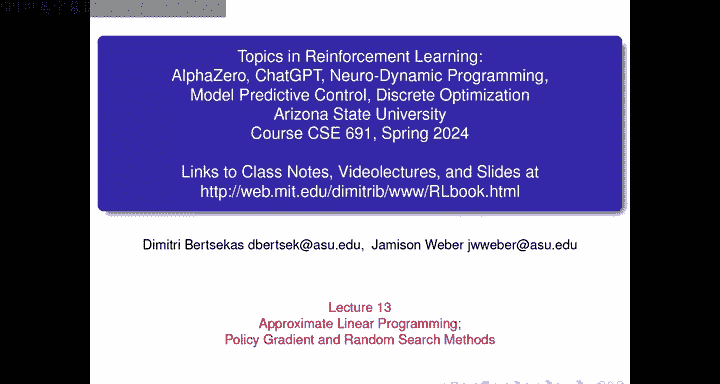 Topics in Reinforcement Learning:
AlphaZero, ChatGPT, Neuro-Dynamic Programming,
Model Predictive Control, Discrete Optimization
Arizona State University
Course CSE 691, Spring 2024
Links to Class Notes, Videolectures, and Slides at
http://web.mit.edu/dimitrib/www/RLbook.html
Dimitri Bertsekas dbertsek@asu.edu, Jamison Weber jwweber@asu.edu
Lecture 13
Approximate Linear Programming;
Policy Gradient and Random Search Methods